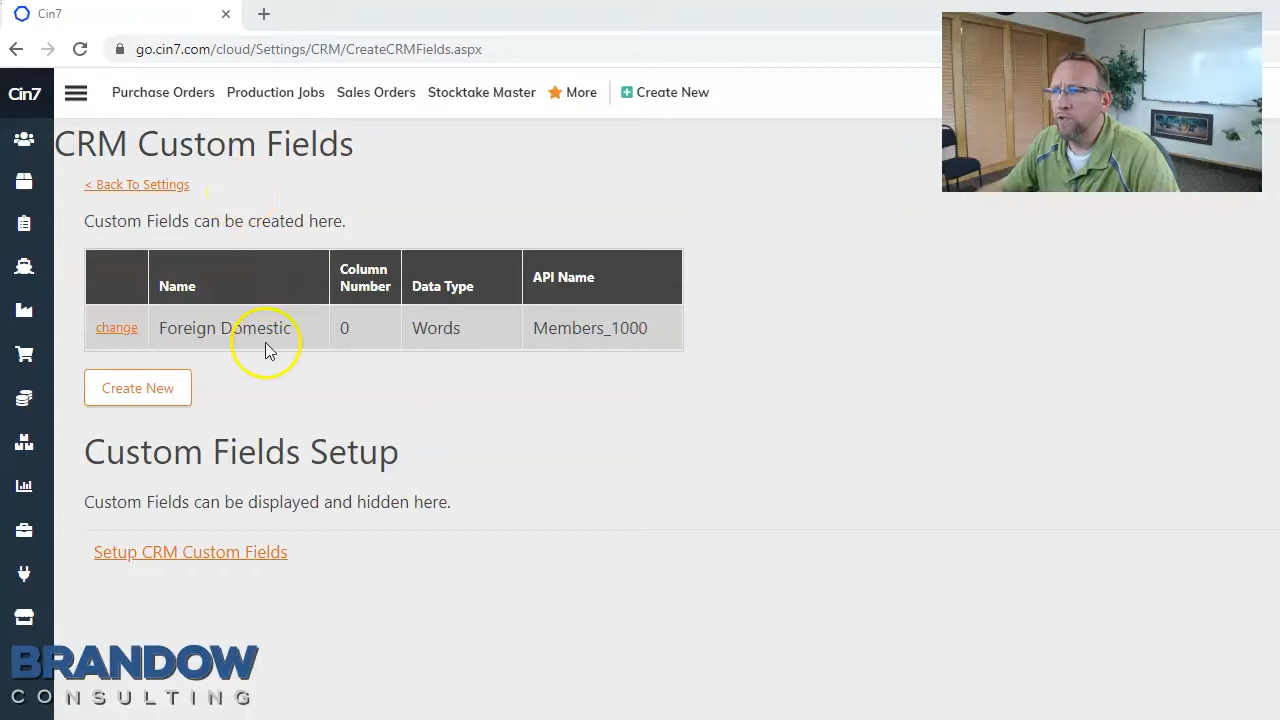 Cin7
go.cin7.com/cloud/Settings/CRM/CreateCRMFields.aspx
Cin7
Purchase Orders Production Jobs Sales Orders Stocktake Master More Create New
CRM Custom Fields
< Back To Settings
Custom Fields can be created here.
Name Column Number Data Type API Name
change Foreign Domestic 0 Words Members_1000
Create New
Custom Fields Setup
Custom Fields can be displayed and hidden here.
Setup CRM Custom Fields
BRANDOW
CONSULTING